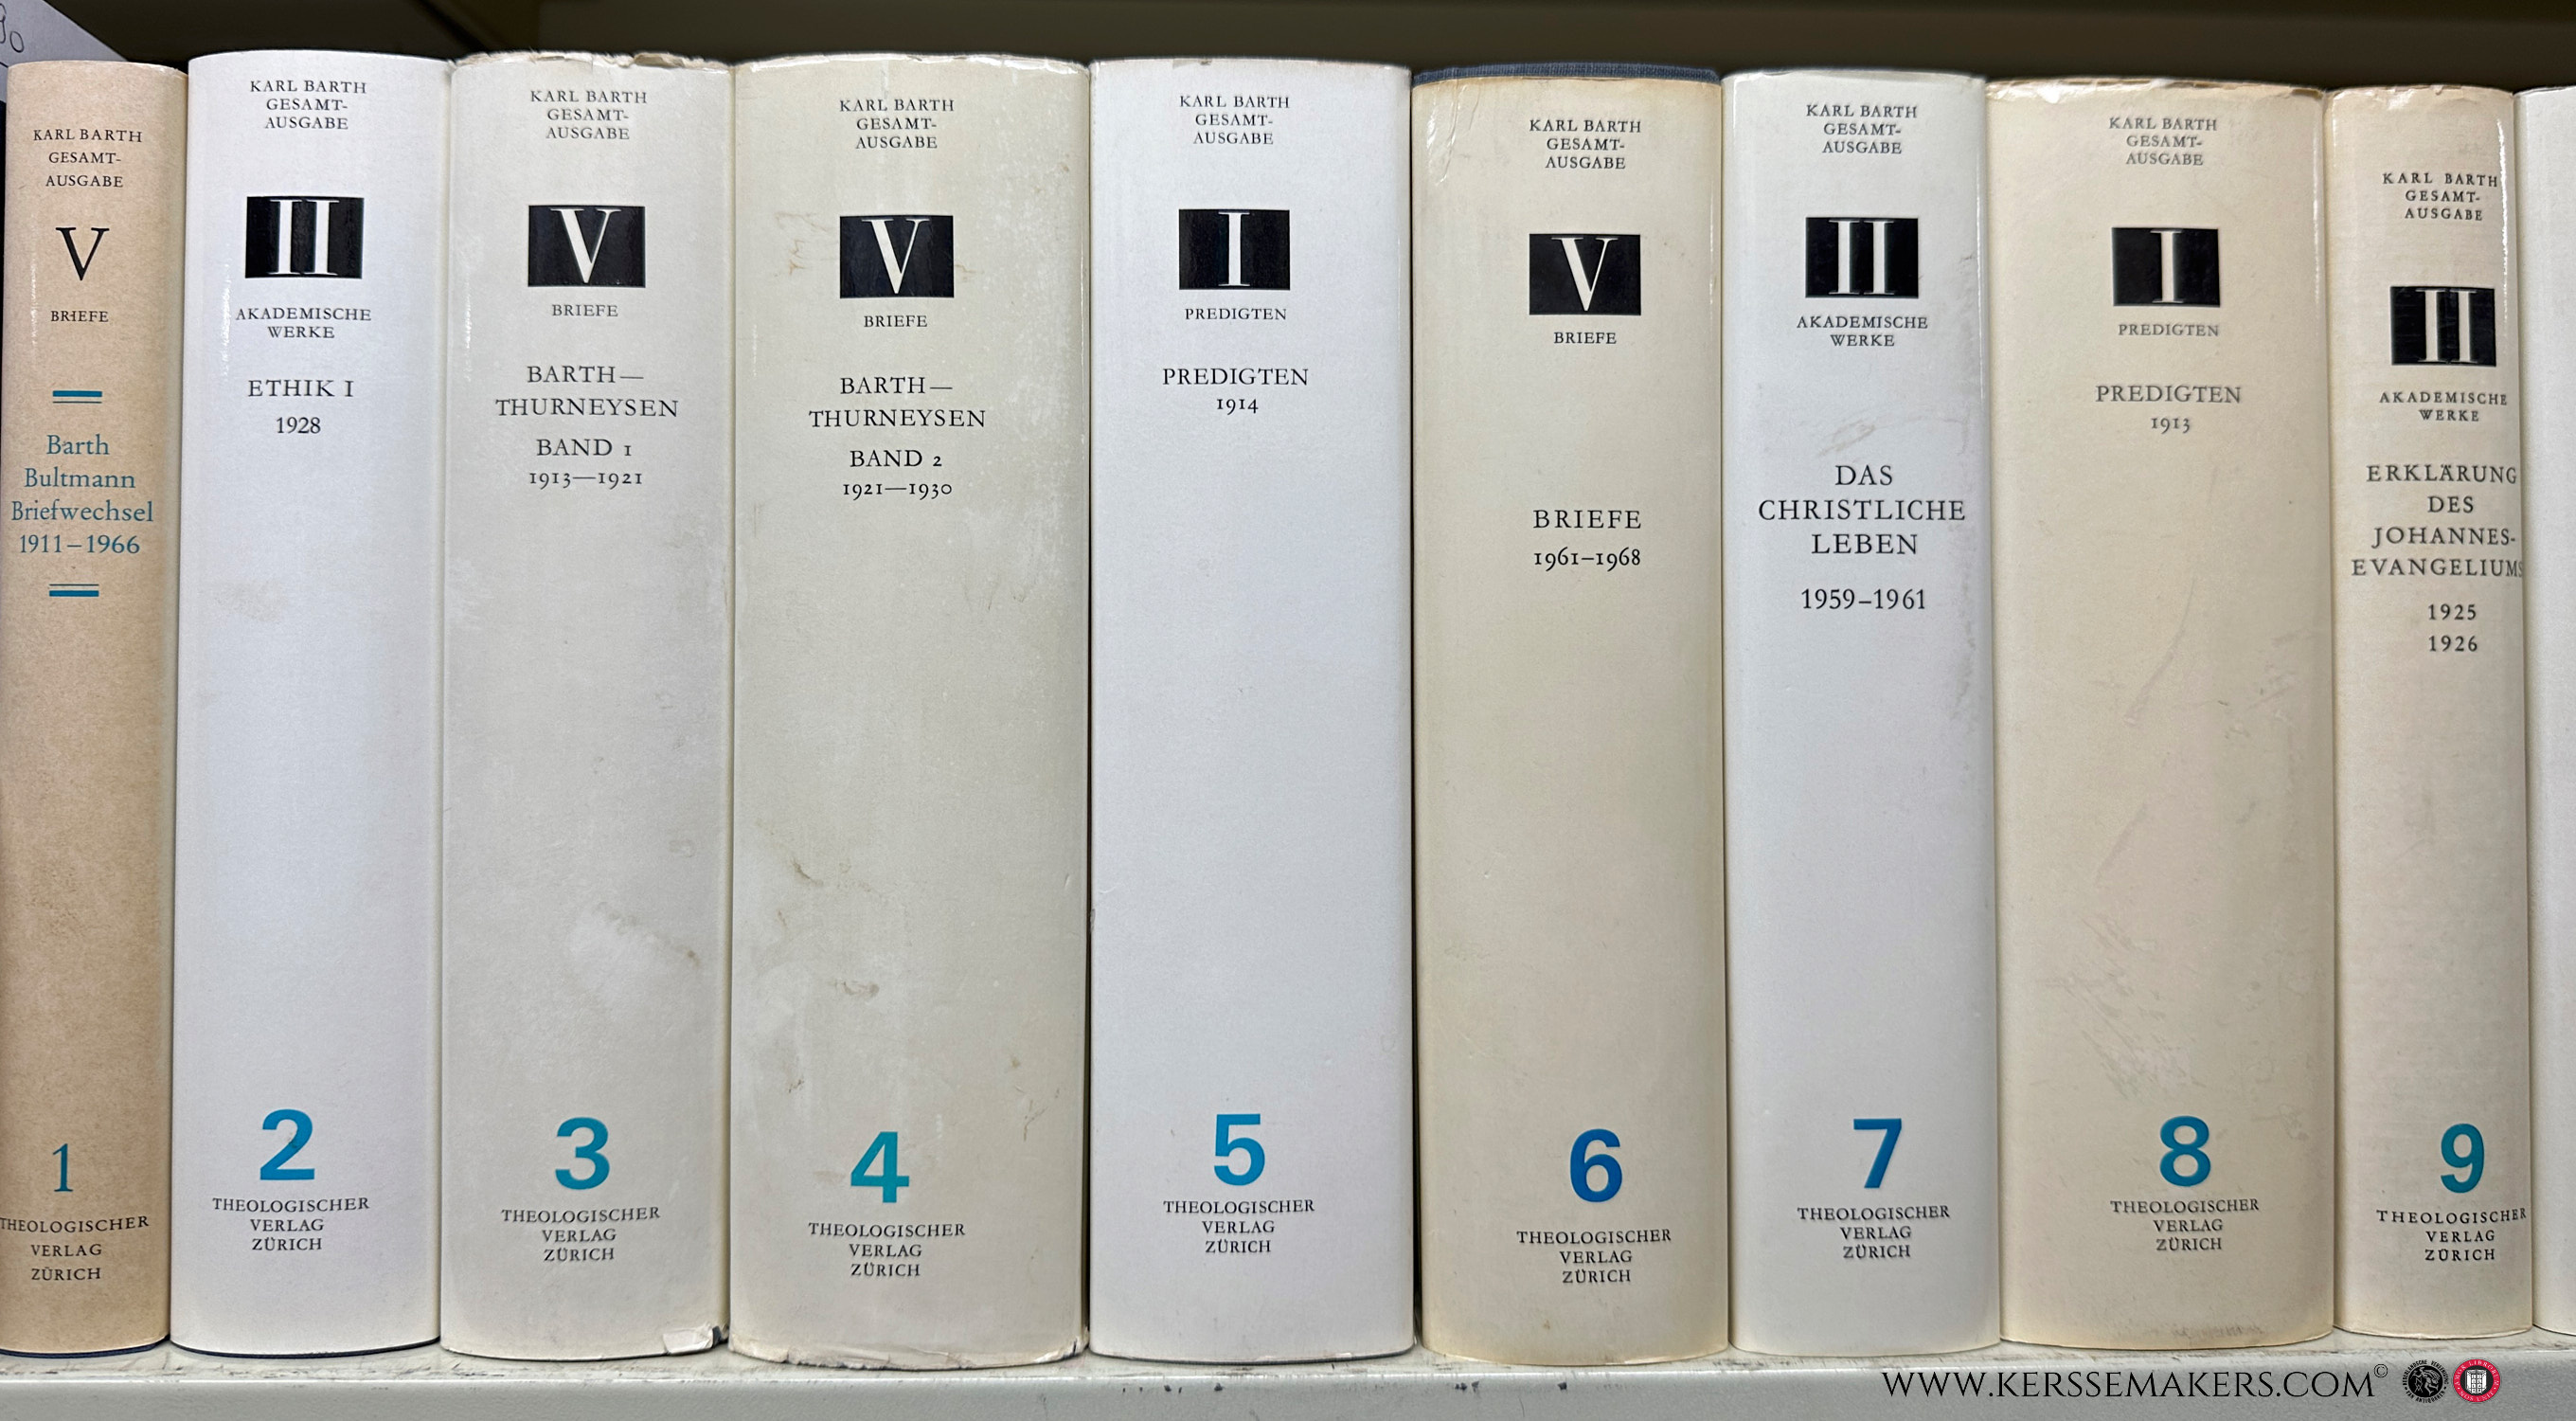 KARL BARTH
GESAMT-
AUSGABE
V
BRIEFE
Barth
Bultmann
Briefwechsel
1911–1966
1
THEOLOGISCHER
VERLAG
ZÜRICH
KARL BARTH
GESAMT-
AUSGABE
II
AKADEMISCHE
WERKE
ETHIK I
1928
2
THEOLOGISCHER
VERLAG
ZÜRICH
KARL BARTH
GESAMT-
AUSGABE
V
BRIEFE
BARTH—
THURNEYSEN
BAND 1
1913—1921
3
THEOLOGISCHER
VERLAG
ZÜRICH
KARL BARTH
GESAMT-
AUSGABE
V
BRIEFE
BARTH—
THURNEYSEN
BAND 2
1921—1930
4
THEOLOGISCHER
VERLAG
ZÜRICH
KARL BARTH
GESAMT-
AUSGABE
I
PREDIGTEN
PREDIGTEN
1914
5
THEOLOGISCHER
VERLAG
ZÜRICH
KARL BARTH
GESAMT-
AUSGABE
V
BRIEFE
BRIEFE
1961–1968
6
THEOLOGISCHER
VERLAG
ZÜRICH
KARL BARTH
GESAMT-
AUSGABE
II
AKADEMISCHE
WERKE
DAS
CHRISTLICHE
LEBEN
1959–1961
7
THEOLOGISCHER
VERLAG
ZÜRICH
KARL BARTH
GESAMT-
AUSGABE
I
PREDIGTEN
PREDIGTEN
1913
8
THEOLOGISCHER
VERLAG
ZÜRICH
KARL BARTH
GESAMT-
AUSGABE
II
AKADEMISCHE
WERKE
ERKLÄRUNG
DES
JOHANNES-
EVANGELIUMS
1925
1926
9
THEOLOGISCHER
VERLAG
ZÜRICH
WWW.KERSSEMAKERS.COM©